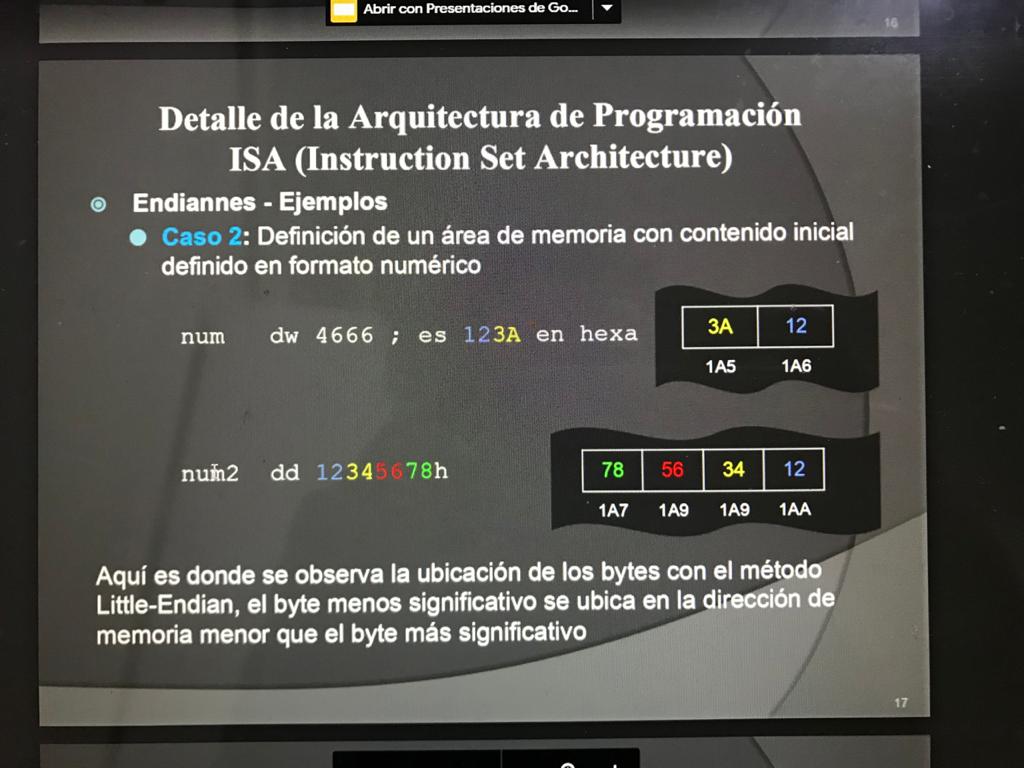 Abrir con Presentaciones de Go...
16
Detalle de la Arquitectura de Programación
ISA (Instruction Set Architecture)
Endiannes - Ejemplos
Caso 2: Definición de un área de memoria con contenido inicial
definido en formato numérico
num dw 4666 ; es 123A en hexa
3A 12
1A5 1A6
num2 dd 12345678h
78 56 34 12
1A7 1A9 1A9 1AA
Aquí es donde se observa la ubicación de los bytes con el método
Little-Endian, el byte menos significativo se ubica en la dirección de
memoria menor que el byte más significativo
17